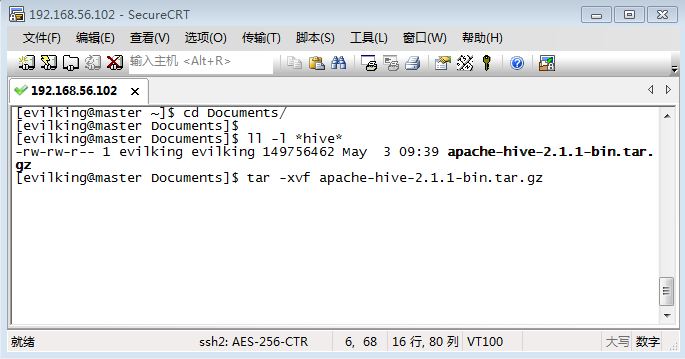 192.168.56.102 - SecureCRT
文件(F) 编辑(E) 查看(V) 选项(O) 传输(T) 脚本(S) 工具(L) 窗口(W) 帮助(H)
输入主机 <Alt+R>
192.168.56.102
[evilking@master ~]$ cd Documents/
[evilking@master Documents]$
[evilking@master Documents]$ ll -l *hive*
-rw-rw-r-- 1 evilking evilking 149756462 May  3 09:39 apache-hive-2.1.1-bin.tar.
gz
[evilking@master Documents]$ tar -xvf apache-hive-2.1.1-bin.tar.gz
就绪 ssh2: AES-256-CTR 6, 68 16 行, 80 列 VT100 大写 数字